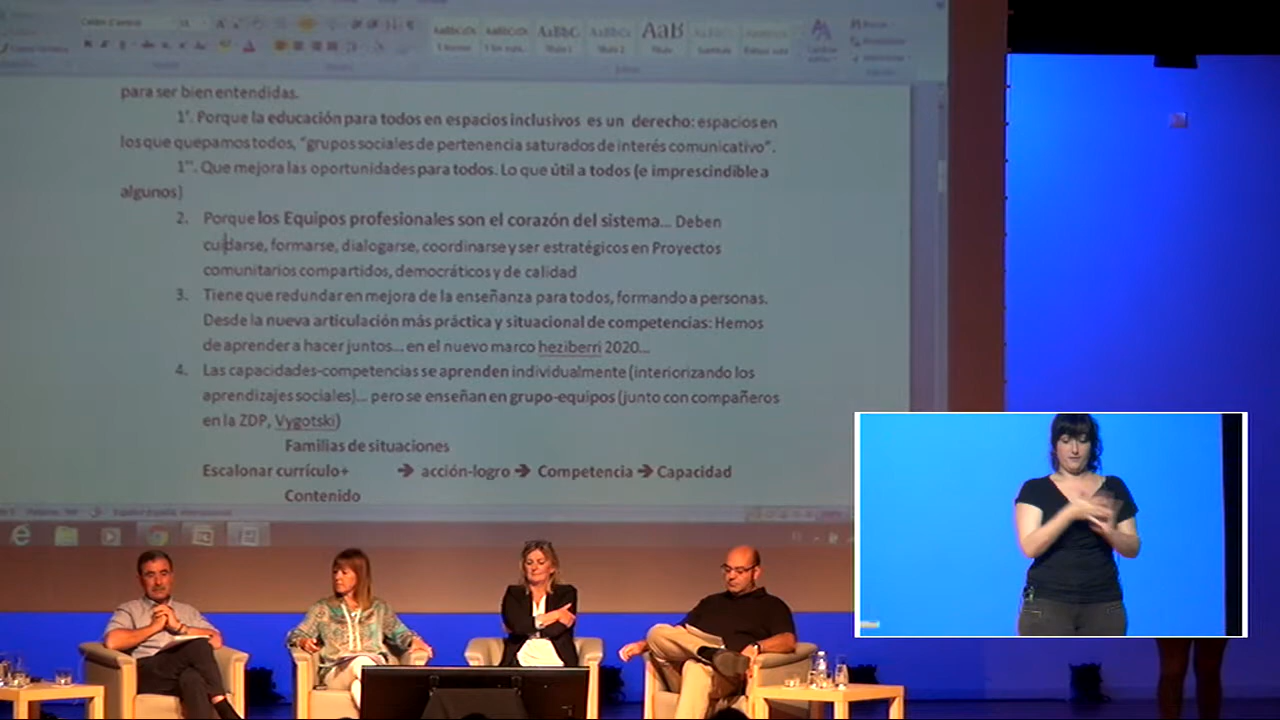 AaBbC
AaB
para ser bien entendidas.
1'. Porque la educación para todos en espacios inclusivos es un derecho: espacios en
los que quepamos todos, “grupos sociales de pertenencia saturados de interés comunicativo”.
1''. Que mejora las oportunidades para todos. Lo que útil a todos (e imprescindible a
algunos)
2. Porque los Equipos profesionales son el corazón del sistema... Deben
cuidarse, formarse, dialogarse, coordinarse y ser estratégicos en Proyectos
comunitarios compartidos, democráticos y de calidad
3. Tiene que redundar en mejora de la enseñanza para todos, formando a personas.
Desde la nueva articulación más práctica y situacional de competencias: Hemos
de aprender a hacer juntos... en el nuevo marco heziberri 2020...
4. Las capacidades-competencias se aprenden individualmente (interiorizando los
aprendizajes sociales)... pero se enseñan en grupo-equipos (junto con compañeros
en la ZDP, Vygotski)
Familias de situaciones
Escalonar currículo+ → acción-logro → Competencia → Capacidad
Contenido